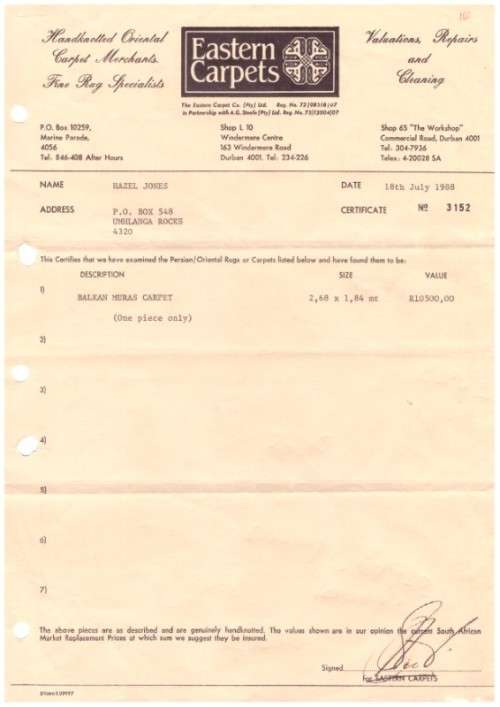 160
Handknotted Oriental
Carpet Merchants.
Fine Rug Specialists
Eastern
Carpets
Valuations, Repairs
and
Cleaning
The Eastern Carpet Co. (Pty) Ltd. Reg. No.
In Partnership with A.G. Steele (Pty) Ltd. Reg. No.
P.O. Box 10259,
Marine Parade,
4056
Tel: 846-408 After Hours
Shop L 10
Windermere Centre
163 Windermere Road
Durban 4001. Tel: 234-226
Shop 65 "The Workshop"
Commercial Road, Durban 4001
Tel: 304-7936
Telex: 4-20028 SA
NAME HAZEL JONES DATE 18th July 1988
ADDRESS P.O. BOX 548 CERTIFICATE Nº 3152
UMHLANGA ROCKS
4320
This Certifies that we have examined the Persian/Oriental Rugs or Carpets listed below and have found them to be:
DESCRIPTION SIZE VALUE
1) BALKAN MURAS CARPET 2,68 x 1,84 mt R10500,00
(One piece only)
2)
3)
4)
5)
6)
7)
The above pieces are as described and are genuinely handknotted. The values shown are in our opinion the current South African
Market Replacement Prices at which sum we suggest they be insured.
Signed
For EASTERN CARPETS